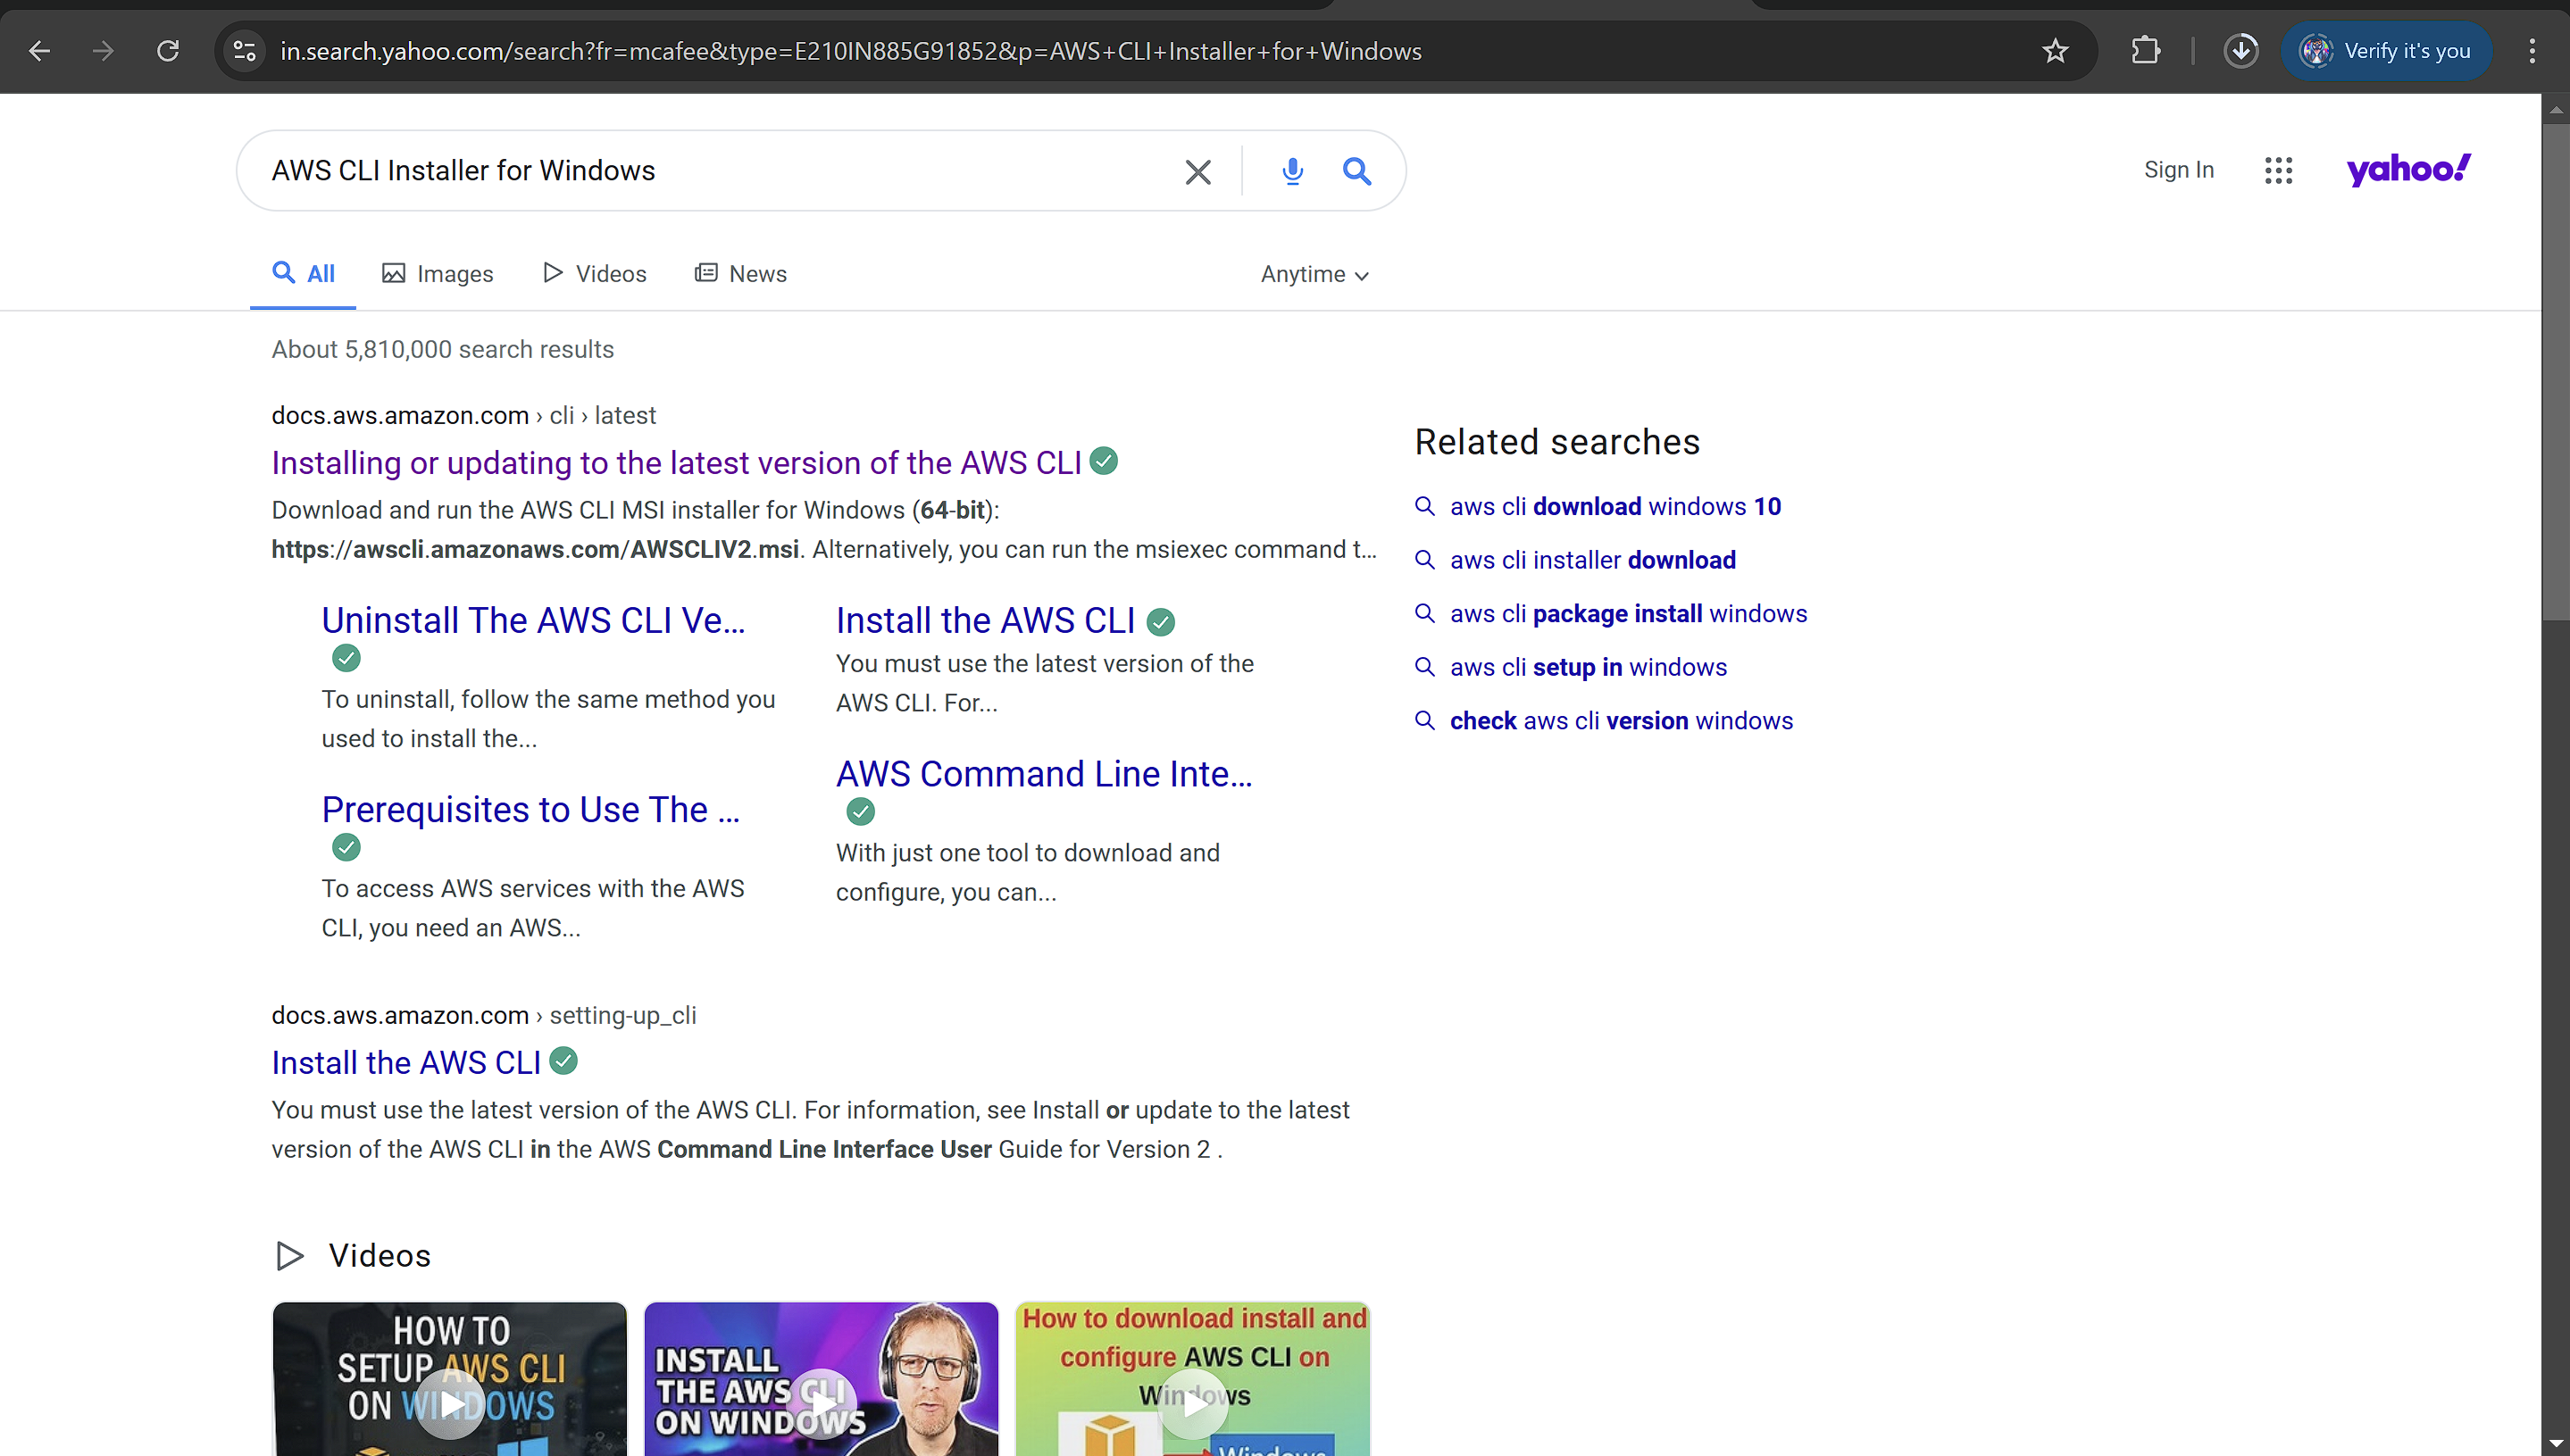 in.search.yahoo.com/search?fr=mcafee&type=E210IN885G91852&p=AWS+CLI+Installer+for+Windows
Verify it's you
AWS CLI Installer for Windows
Sign In
yahoo!
All
Images
Videos
News
Anytime
About 5,810,000 search results
docs.aws.amazon.com › cli › latest
Installing or updating to the latest version of the AWS CLI
Download and run the AWS CLI MSI installer for Windows (64-bit):
https://awscli.amazonaws.com/AWSCLIV2.msi. Alternatively, you can run the msiexec command t...
Uninstall The AWS CLI Ve...
To uninstall, follow the same method you
used to install the...
Prerequisites to Use The ...
To access AWS services with the AWS
CLI, you need an AWS...
Install the AWS CLI
You must use the latest version of the
AWS CLI. For...
AWS Command Line Inte...
With just one tool to download and
configure, you can...
Related searches
aws cli download windows 10
aws cli installer download
aws cli package install windows
aws cli setup in windows
check aws cli version windows
docs.aws.amazon.com › setting-up_cli
Install the AWS CLI
You must use the latest version of the AWS CLI. For information, see Install or update to the latest
version of the AWS CLI in the AWS Command Line Interface User Guide for Version 2 .
Videos
HOW TO
SETUP AWS CLI
ON WINDOWS
INSTALL
THE AWS CLI
ON WINDOWS
How to download install and
configure AWS CLI on
Windows
Windows